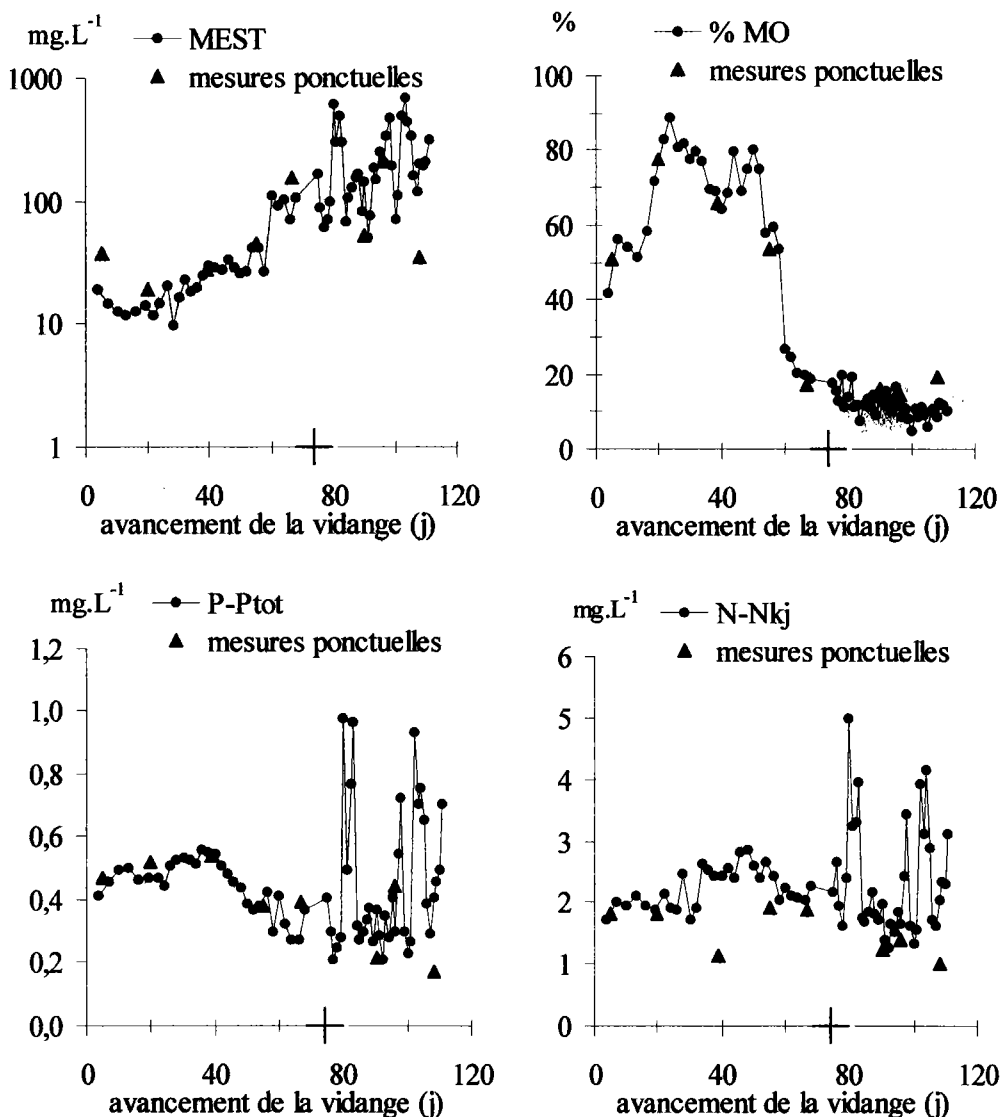 mg.L⁻¹
MEST
mesures ponctuelles
1000
100
10
1
0 40 80 120
avancement de la vidange (j)
%
% MO
mesures ponctuelles
100
80
60
40
20
0
0 40 80 120
avancement de la vidange (j)
mg.L⁻¹
P-Ptot
mesures ponctuelles
1,2
1,0
0,8
0,6
0,4
0,2
0,0
0 40 80 120
avancement de la vidange (j)
mg.L⁻¹
N-Nkj
mesures ponctuelles
6
5
4
3
2
1
0
0 40 80 120
avancement de la vidange (j)